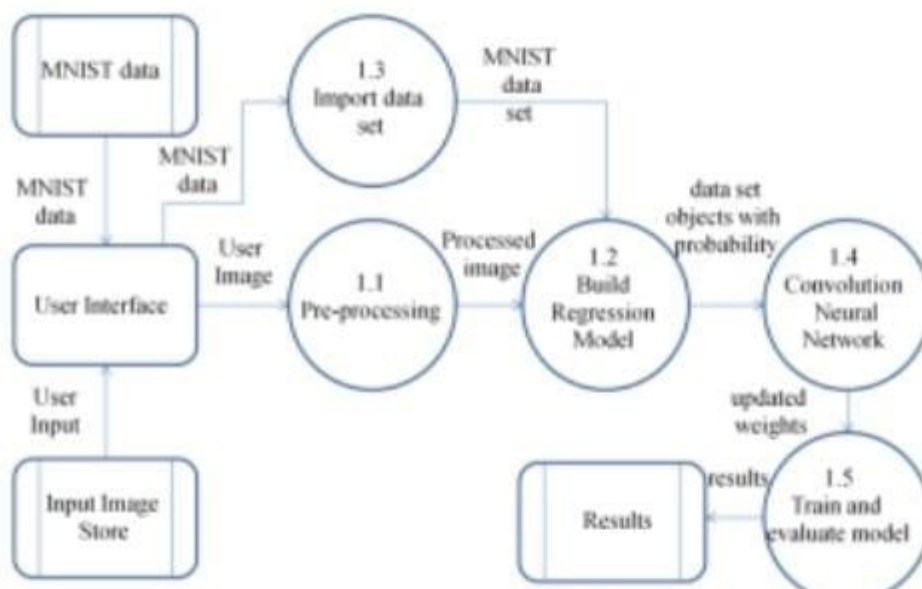 MNIST data
1.3
Import data
set
MNIST
data
set
MNIST
data
MNIST
data
data set
objects with
probability
User Interface
User
Image
1.1
Pre-processing
Processed
image
1.2
Build
Regression
Model
1.4
Convolution
Neural
Network
User
Input
updated
weights
Input Image
Store
Results
results
1.5
Train and
evaluate model